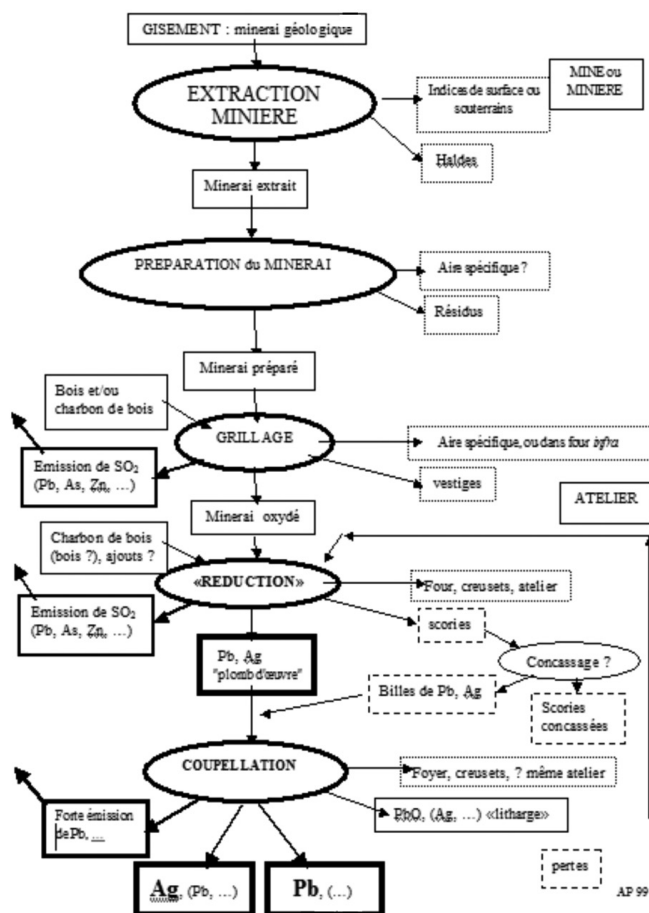 GISEMENT : minerai géologique
EXTRACTION
MINIERE
Indices de surface ou
souterrains
MINE ou
MINIERE
Haldes
Minerai extrait
PREPARATION du MINERAI
Aire spécifique ?
Résidus
Minerai préparé
Bois et/ou
charbon de bois
GRILLAGE
Aire spécifique, ou dans four infra
Emission de SO₂
(Pb, As, Zn, …)
vestiges
ATELIER
Minerai oxydé
Charbon de bois
(bois ?), ajouts ?
«REDUCTION»
Four, creusets, atelier
Emission de SO₂
(Pb, As, Zn, …)
scories
Pb, Ag
"plomb d'œuvre"
Concassage ?
Billes de Pb, Ag
Scories
concassées
COUPELLATION
Foyer, creusets, ? même atelier
Forte émission
de Pb, …
PbO, (Ag, …) «litharge»
pertes
Ag, (Pb, …)
Pb, (…)
AP 99